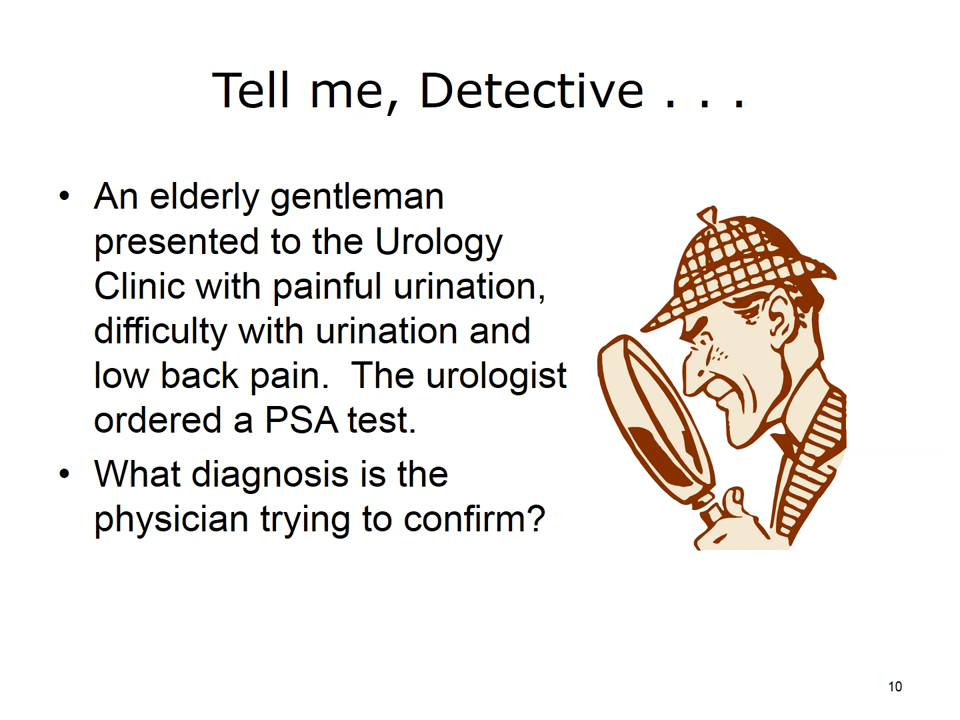 Tell me, Detective . . .
• An elderly gentleman
presented to the Urology
Clinic with painful urination,
difficulty with urination and
low back pain.  The urologist
ordered a PSA test.
• What diagnosis is the
physician trying to confirm?
10